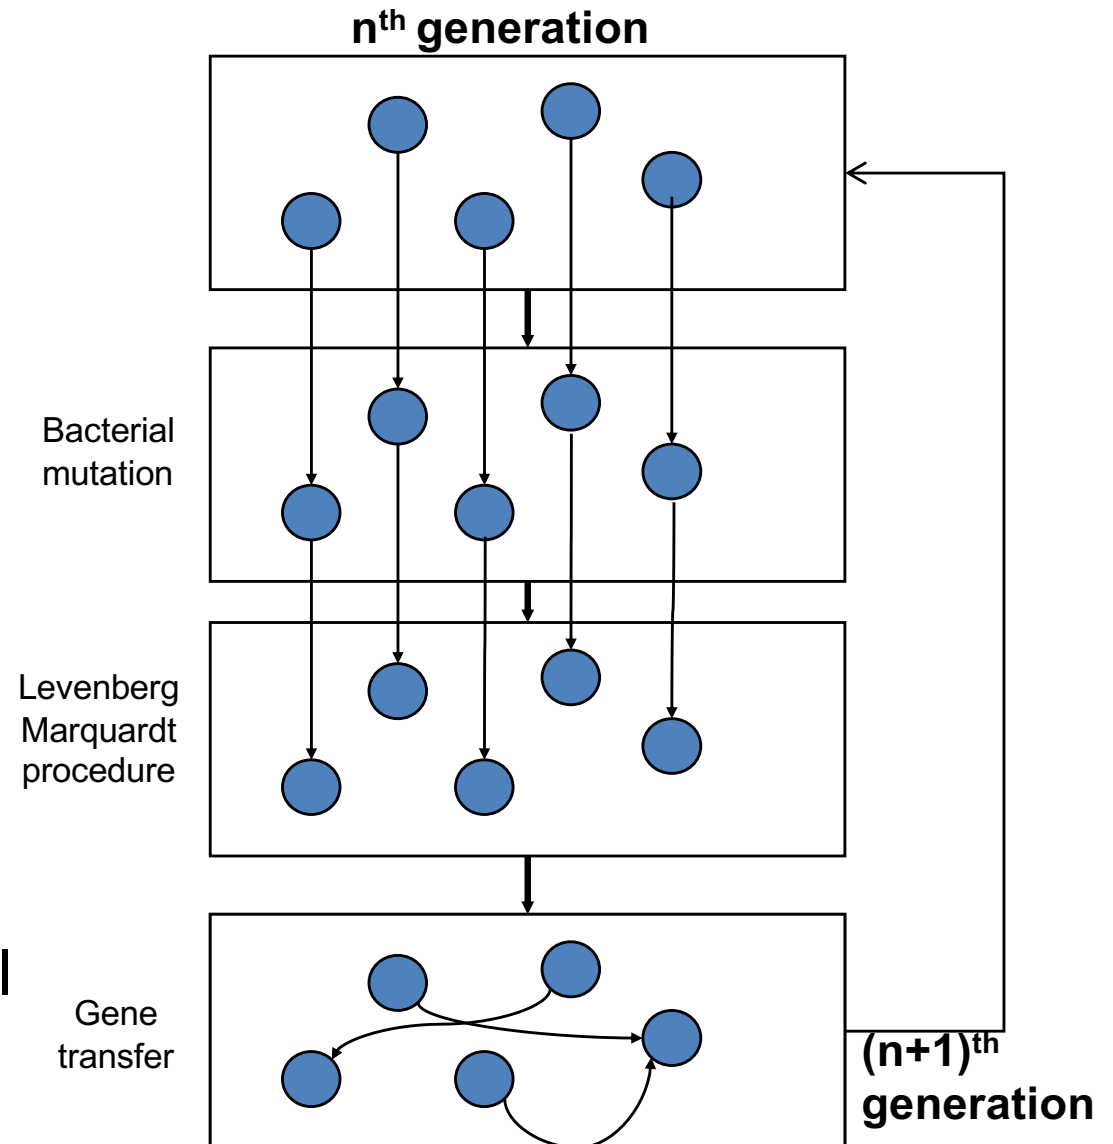 nth generation
Bacterial
mutation
Levenberg
Marquardt
procedure
Gene
transfer
(n+1)th
generation